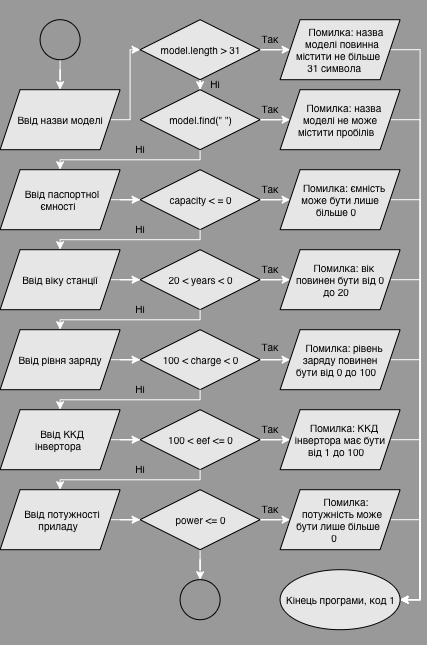 model.length > 31
Так
Помилка: назва
моделі повинна
містити не більше
31 символа
Ні
Ввід назви моделі
model.find(" ")
Так
Помилка: назва
моделі не може
містити пробілів
Ні
Ввід паспортної
ємності
capacity < = 0
Так
Помилка: ємність
може бути лише
більше 0
Ні
Ввід віку станції
20 < years < 0
Так
Помилка: вік
повинен бути від 0
до 20
Ні
Ввід рівня заряду
100 < charge < 0
Так
Помилка: рівень
заряду повинен
бути від 0 до 100
Ні
Ввід ККД
інвертора
100 < eef <= 0
Так
Помилка: ККД
інвертора має бути
від 1 до 100
Ні
Ввід потужності
приладу
power <= 0
Так
Помилка:
потужність може
бути лише більше
0
Кінець програми, код 1